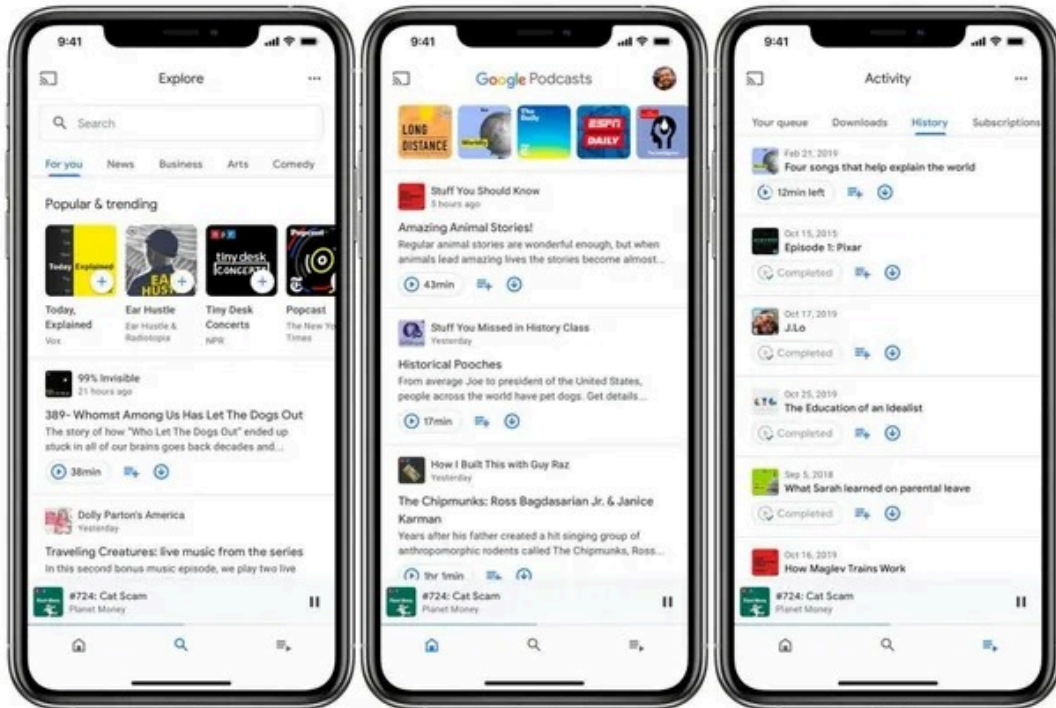 9:41
Explore
Search
For you News Business Arts Comedy
Popular & trending
Today Explained
EAR HUSTLE
npr
tiny desk
CONCERTS
Popcast
Today, Explained
Vox
Ear Hustle
Ear Hustle & Radiotopia
Tiny Desk Concerts
NPR
Popcast
The New Yo
Times
99% Invisible
21 hours ago
389- Whomst Among Us Has Let The Dogs Out
The story of how "Who Let The Dogs Out" ended up
stuck in all of our brains goes back decades and...
38min
Dolly Parton's America
Yesterday
Traveling Creatures: live music from the series
In this second bonus music episode, we play two live
#724: Cat Scam
Planet Money
9:41
Google Podcasts
LONG
DISTANCE
Worldly
The
Daily
ESPN
DAILY
Stuff You Should Know
5 hours ago
Amazing Animal Stories!
Regular animal stories are wonderful enough, but when
animals lead amazing lives the stories become almost...
43min
Stuff You Missed in History Class
Yesterday
Historical Pooches
From average Joe to president of the United States,
people across the world have pet dogs. Get details...
17min
How I Built This with Guy Raz
Yesterday
The Chipmunks: Ross Bagdasarian Jr. & Janice
Karman
Years after his father created a hit singing group of
anthropomorphic rodents called The Chipmunks, Ross...
1hr 1min
#724: Cat Scam
Planet Money
9:41
Activity
Your queue Downloads History Subscriptions
Feb 21, 2019
Four songs that help explain the world
12min left
Oct 15, 2015
Episode 1: Pixar
Completed
Oct 17, 2019
J.Lo
Completed
Oct 25, 2019
The Education of an Idealist
Completed
Sep 5, 2018
What Sarah learned on parental leave
Completed
Oct 16, 2019
How Maglev Trains Work
#724: Cat Scam
Planet Money